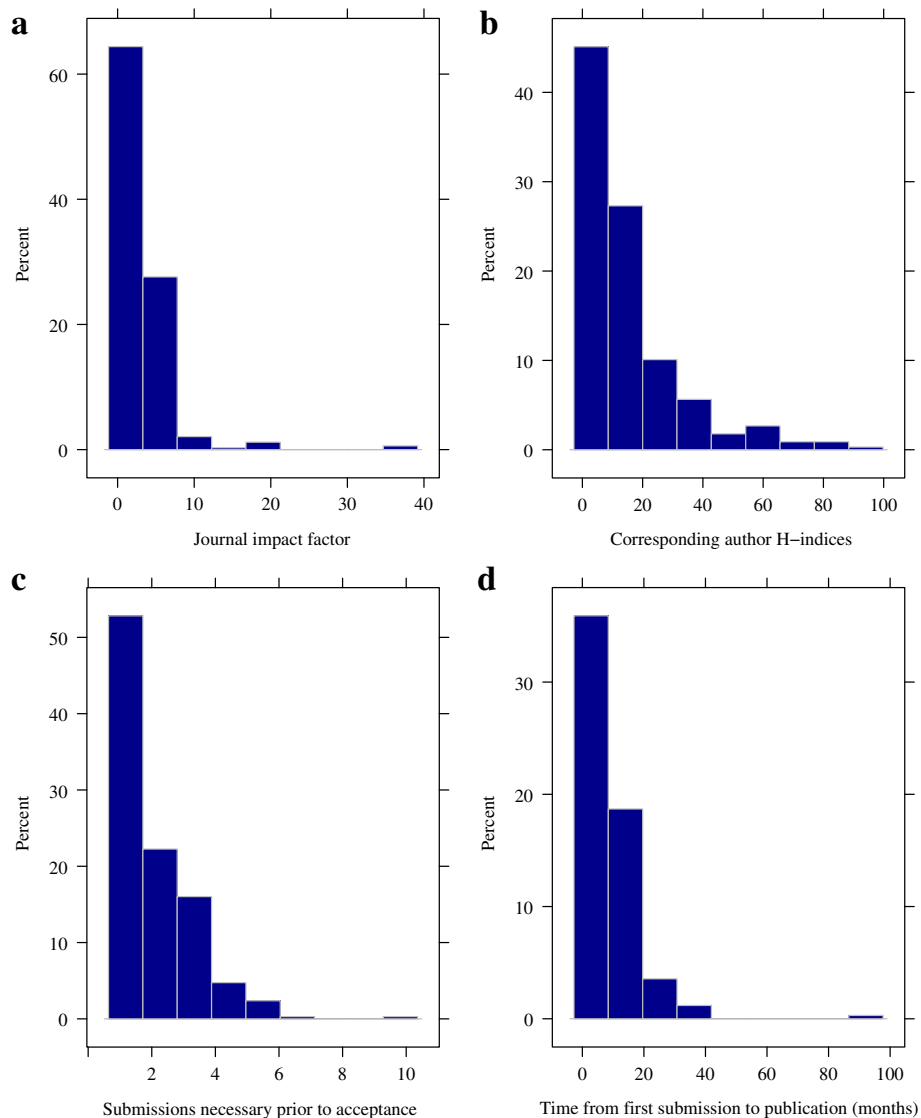 a
60
40
20
0
Percent
0 10 20 30 40
Journal impact factor
b
40
30
20
10
0
Percent
0 20 40 60 80 100
Corresponding author H−indices
c
50
40
30
20
10
0
Percent
2 4 6 8 10
Submissions necessary prior to acceptance
d
30
20
10
0
Percent
0 20 40 60 80 100
Time from first submission to publication (months)